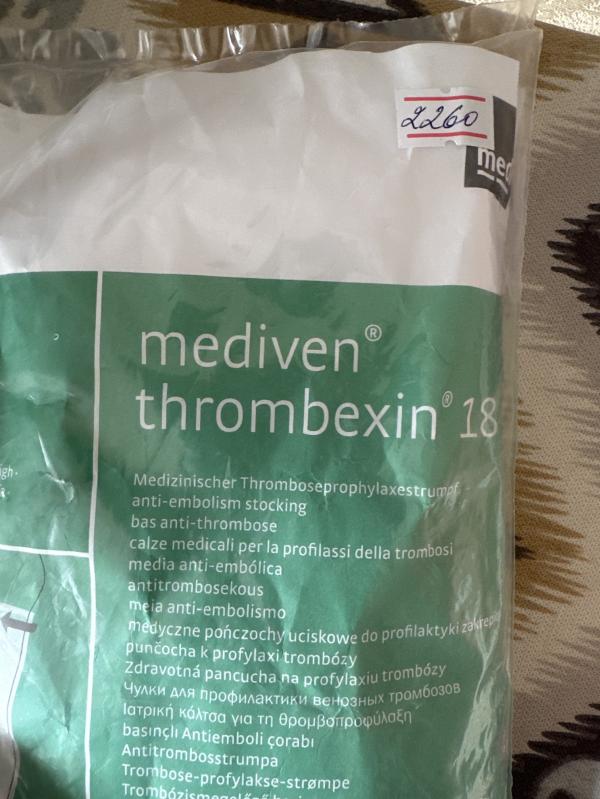 2260
med
mediven®
thrombexin® 18
Medizinischer Thromboseprophylaxestrumpf
anti-embolism stocking
bas anti-thrombose
calze medicali per la profilassi della trombosi
media anti-embólica
antitrombosekous
meia anti-embolismo
medyczne pończochy uciskowe do profilaktyki
punčocha k profylaxi trombózy
Zdravotná pancucha na profylaxiu trombózy
Чулки для профилактики венозных тромбозов
Ιατρική κάλτσα για τη θρομβοπροφύλαξη
basınçlı Antiemboli çorabı
Antitrombosstrumpa
Trombose-profylakse-strømpe